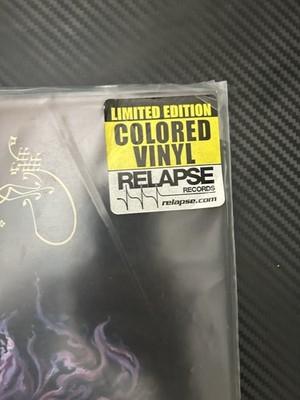 LIMITED EDITION
COLORED
VINYL
RELAPSE
RECORDS
relapse.com